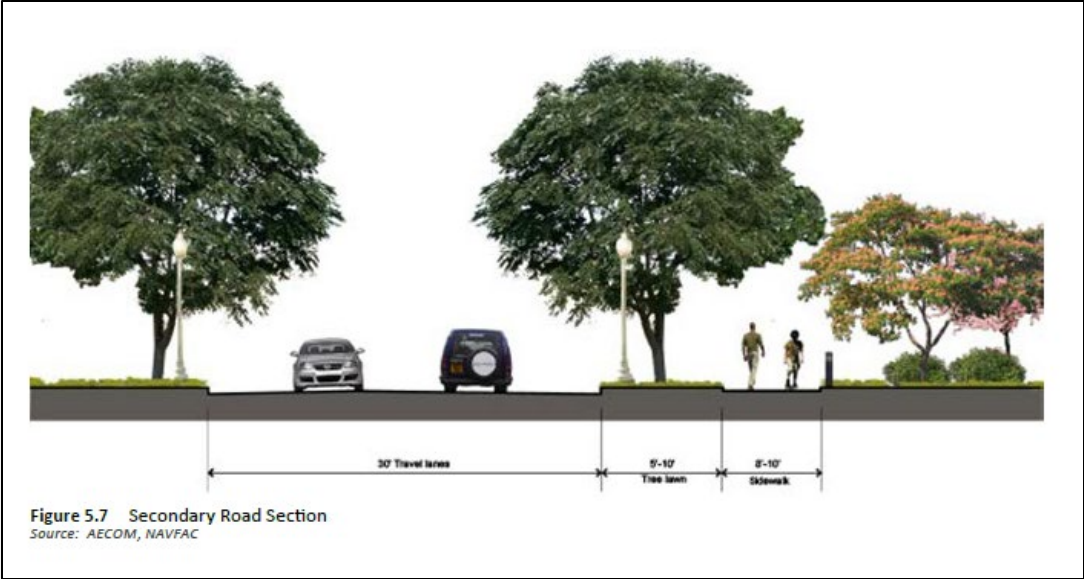 30' Travel lanes
5'-10'
Tree lawn
8'-10'
Sidewalk
Figure 5.7 Secondary Road Section
Source: AECOM, NAVFAC